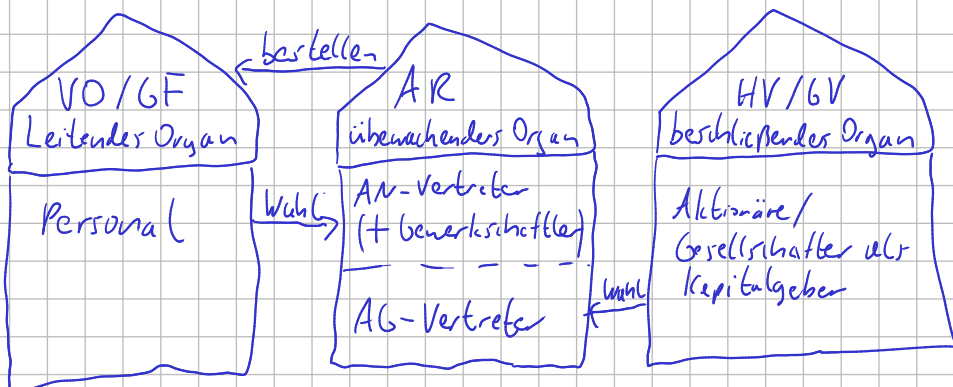 bestellen
VO/GF
Leitendes Organ
Personal
Wahl
AR
überwachenders Organ
AN-Vertreter
(+ Gewerkschaftler)
AG-Vertreter
Wahl
HV/GV
beschließendes Organ
Aktionäre/
Gesellschafter als
Kapitalgeber